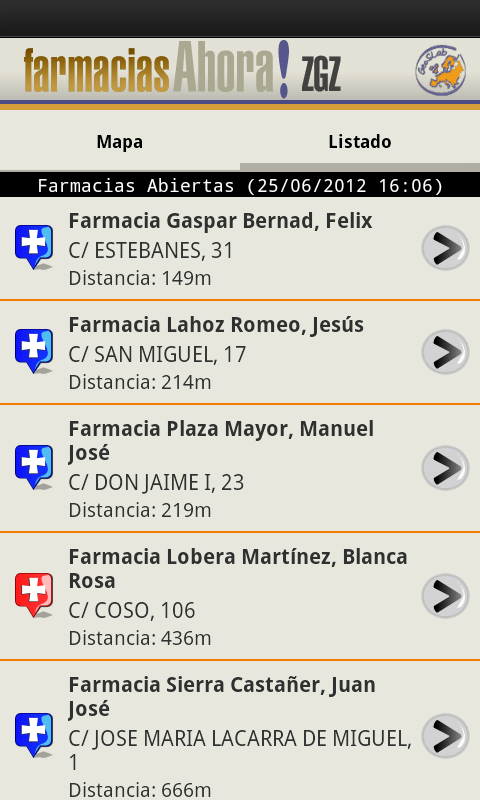 farmacias Ahora! ZGZ
GeoSLab
Mapa
Listado
Farmacias Abiertas (25/06/2012 16:06)
Farmacia Gaspar Bernad, Felix
C/ ESTEBANES, 31
Distancia: 149m
Farmacia Lahoz Romeo, Jesús
C/ SAN MIGUEL, 17
Distancia: 214m
Farmacia Plaza Mayor, Manuel
José
C/ DON JAIME I, 23
Distancia: 219m
Farmacia Lobera Martínez, Blanca
Rosa
C/ COSO, 106
Distancia: 436m
Farmacia Sierra Castañer, Juan
José
C/ JOSE MARIA LACARRA DE MIGUEL,
1
Distancia: 666m